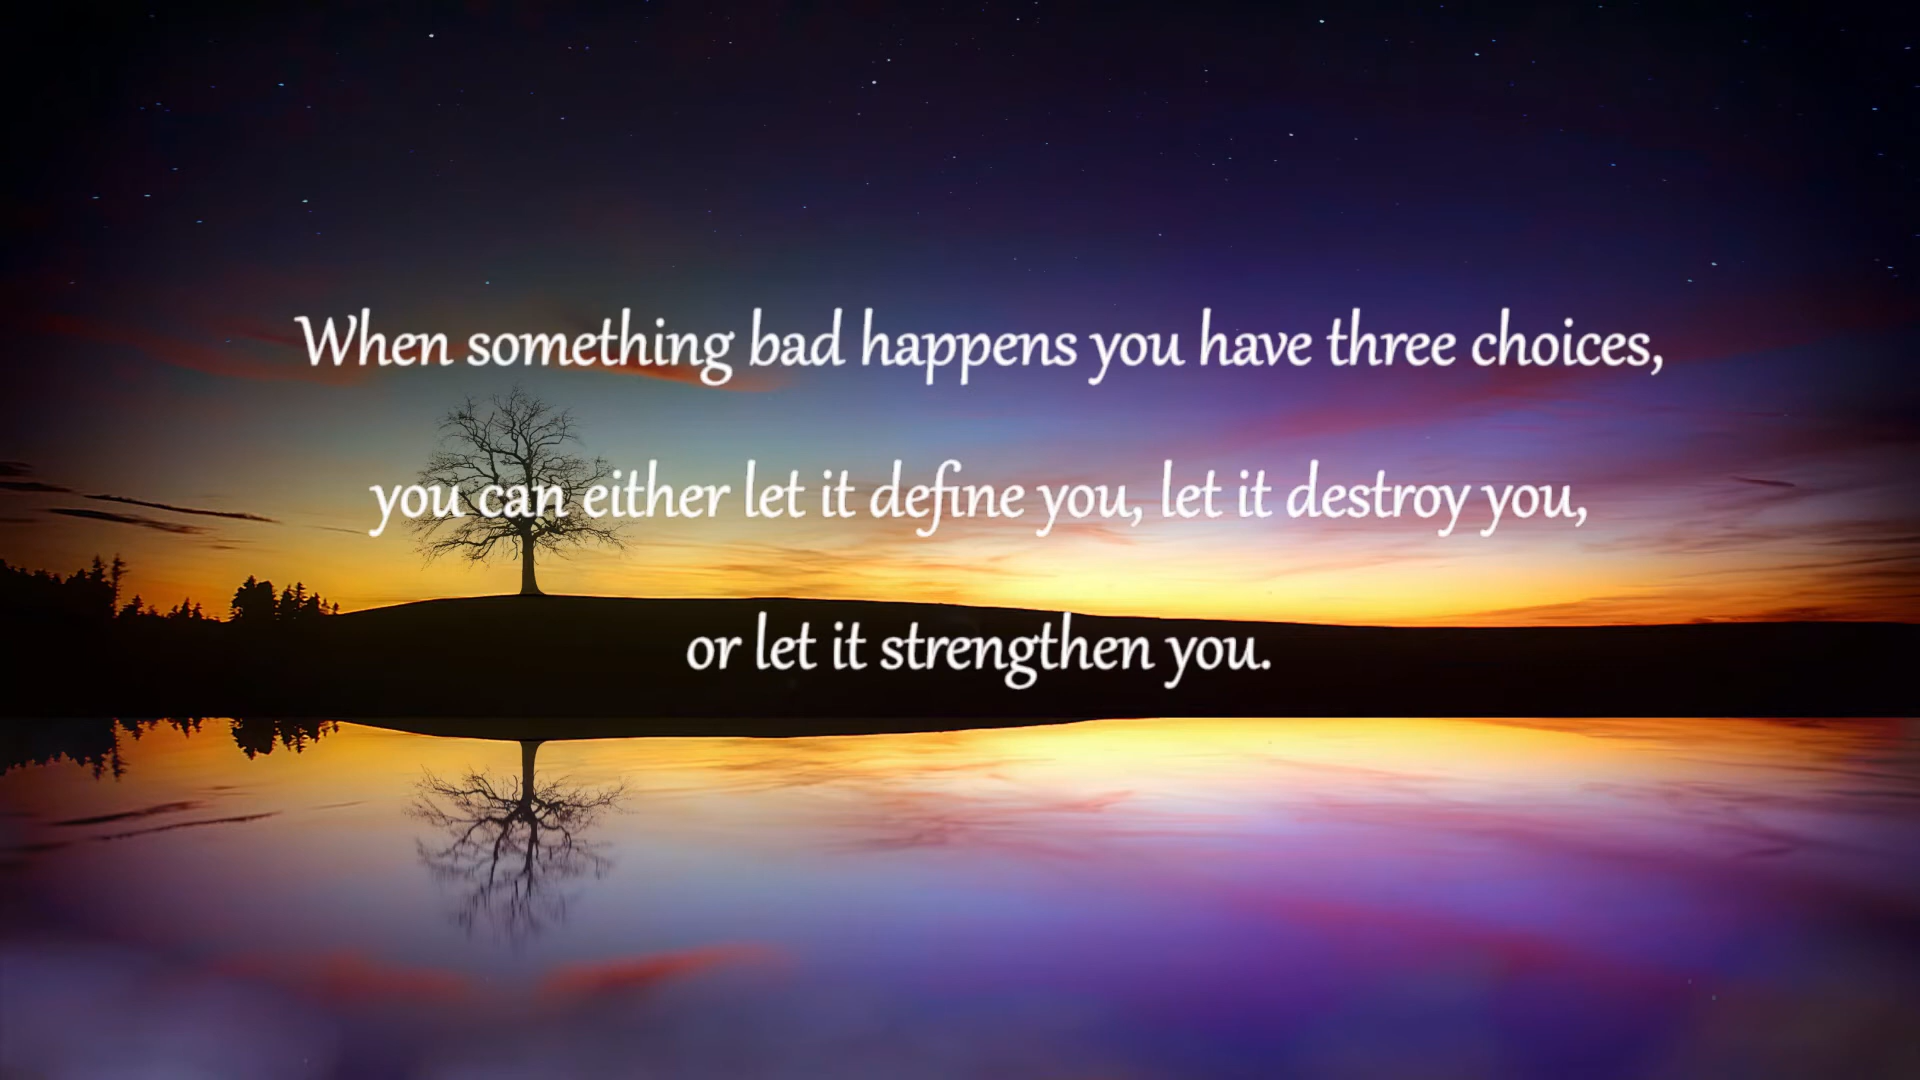 When something bad happens you have three choices,
you can either let it define you, let it destroy you,
or let it strengthen you.